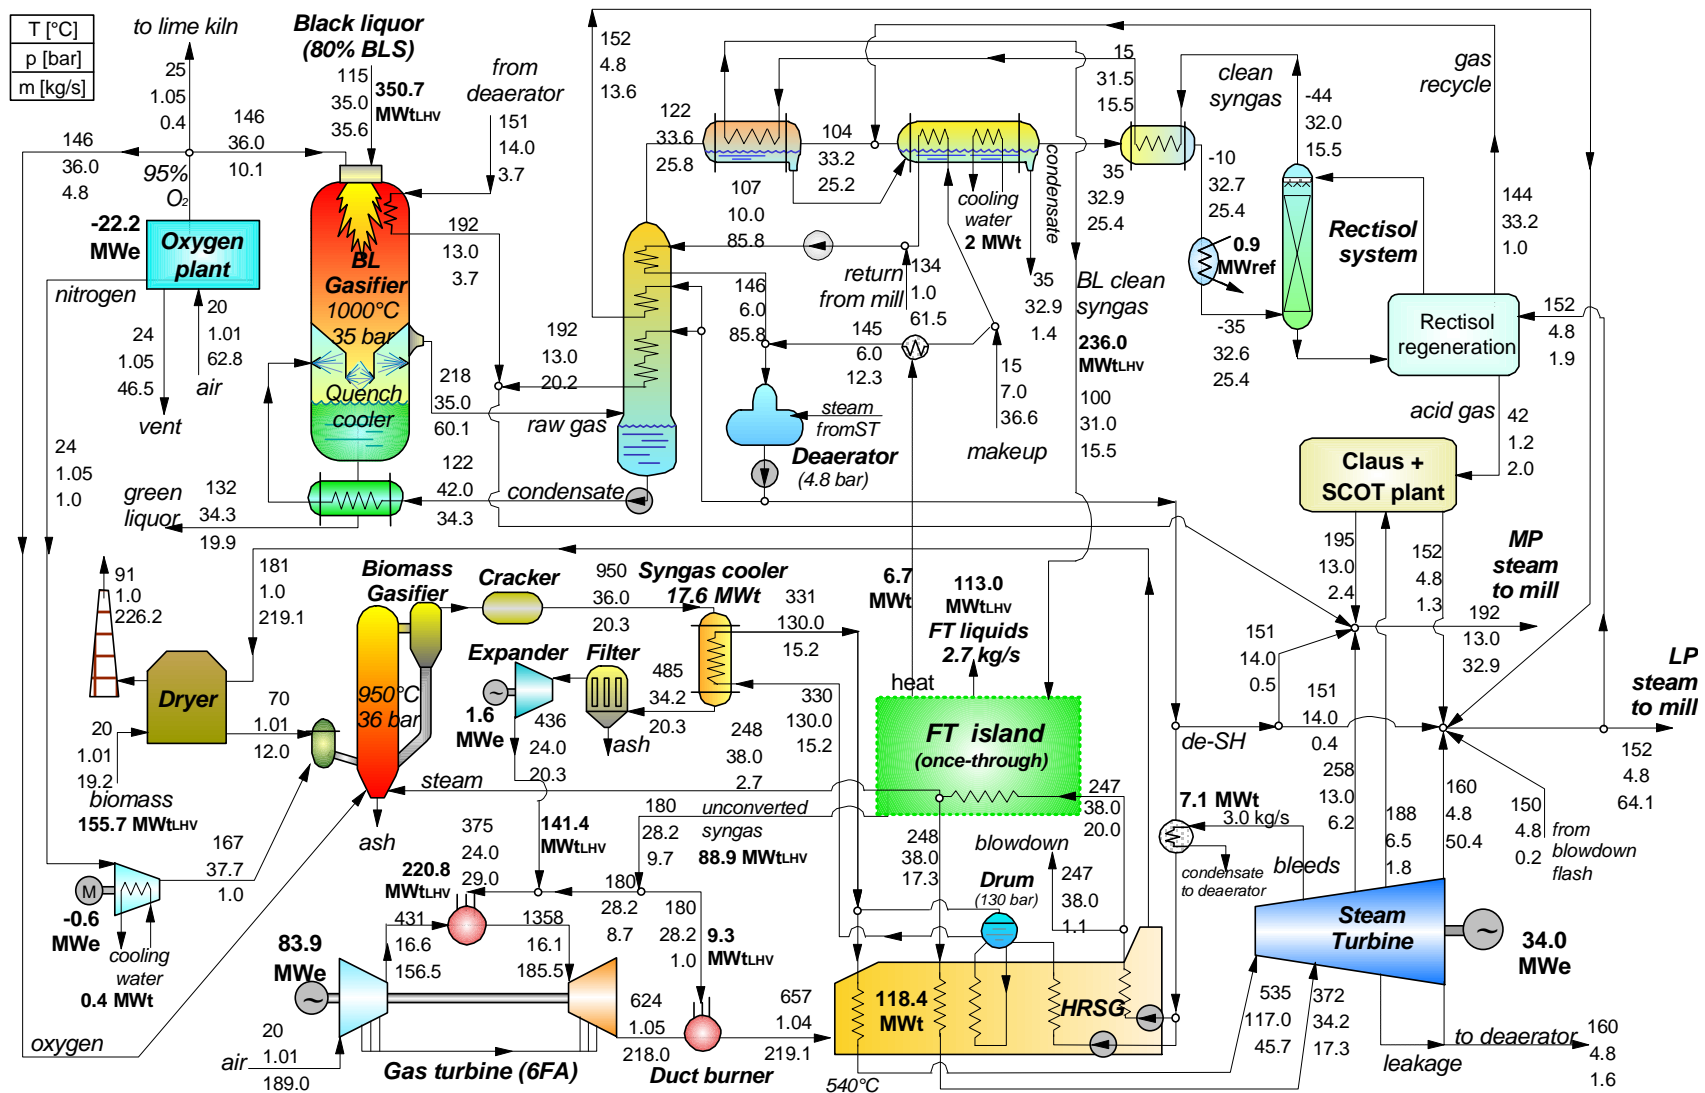 T [°C]
p [bar]
m [kg/s]
to lime kiln
25
1.05
0.4
Black liquor
(80% BLS)
115
35.0
35.6
350.7
MWtLHV
from
deaerator
151
14.0
3.7
152
4.8
13.6
146
36.0
4.8
146
36.0
10.1
95%
O2
-22.2
MWe
Oxygen
plant
nitrogen
24
1.05
46.5
vent
20
1.01
62.8
air
BL
Gasifier
1000°C
35 bar
Quench
cooler
192
13.0
3.7
218
35.0
60.1
raw gas
192
13.0
20.2
122
33.6
25.8
107
10.0
85.8
104
33.2
25.2
cooling
water
2 MWt
condensate
35
32.9
1.4
15
31.5
15.5
35
32.9
25.4
clean
syngas
-44
32.0
15.5
-10
32.7
25.4
0.9
MWref
-35
32.6
25.4
Rectisol
system
gas
recycle
144
33.2
1.0
Rectisol
regeneration
152
4.8
1.9
acid gas
42
1.2
2.0
return
from mill
134
1.0
61.5
146
6.0
85.8
145
6.0
12.3
15
7.0
36.6
makeup
BL clean
syngas
236.0
MWtLHV
100
31.0
15.5
steam
fromST
Deaerator
(4.8 bar)
condensate
122
42.0
34.3
24
1.05
1.0
green
liquor
132
34.3
19.9
Claus +
SCOT plant
195
13.0
2.4
152
4.8
1.3
MP
steam
to mill
192
13.0
32.9
91
1.0
226.2
181
1.0
219.1
Dryer
20
1.01
19.2
biomass
155.7 MWtLHV
70
1.01
12.0
Biomass
Gasifier
950°C
36 bar
Cracker
950
36.0
20.3
Syngas cooler
17.6 MWt
331
130.0
15.2
Expander
1.6
MWe
Filter
485
34.2
20.3
ash
436
24.0
20.3
248
38.0
2.7
330
130.0
15.2
steam
ash
6.7
MWt
113.0
MWtLHV
FT liquids
2.7 kg/s
heat
FT island
(once-through)
247
38.0
20.0
151
14.0
0.5
151
14.0
0.4
de-SH
LP
steam
to mill
152
4.8
64.1
258
13.0
6.2
188
6.5
1.8
160
4.8
50.4
150
4.8
0.2
from
blowdown
flash
7.1 MWt
3.0 kg/s
bleeds
condensate
to deaerator
167
37.7
1.0
M
-0.6
MWe
cooling
water
0.4 MWt
oxygen
375
24.0
29.0
220.8
MWtLHV
141.4
MWtLHV
180
28.2
9.7
unconverted
syngas
88.9 MWtLHV
180
28.2
8.7
180
28.2
1.0
9.3
MWtLHV
248
38.0
17.3
blowdown
247
38.0
1.1
Drum
(130 bar)
83.9
MWe
431
16.6
156.5
1358
16.1
185.5
20
1.01
189.0
air
Gas turbine (6FA)
624
1.05
218.0
Duct burner
657
1.04
219.1
118.4
MWt
HRSG
540°C
535
117.0
45.7
372
34.2
17.3
Steam
Turbine
34.0
MWe
leakage
to deaerator
160
4.8
1.6